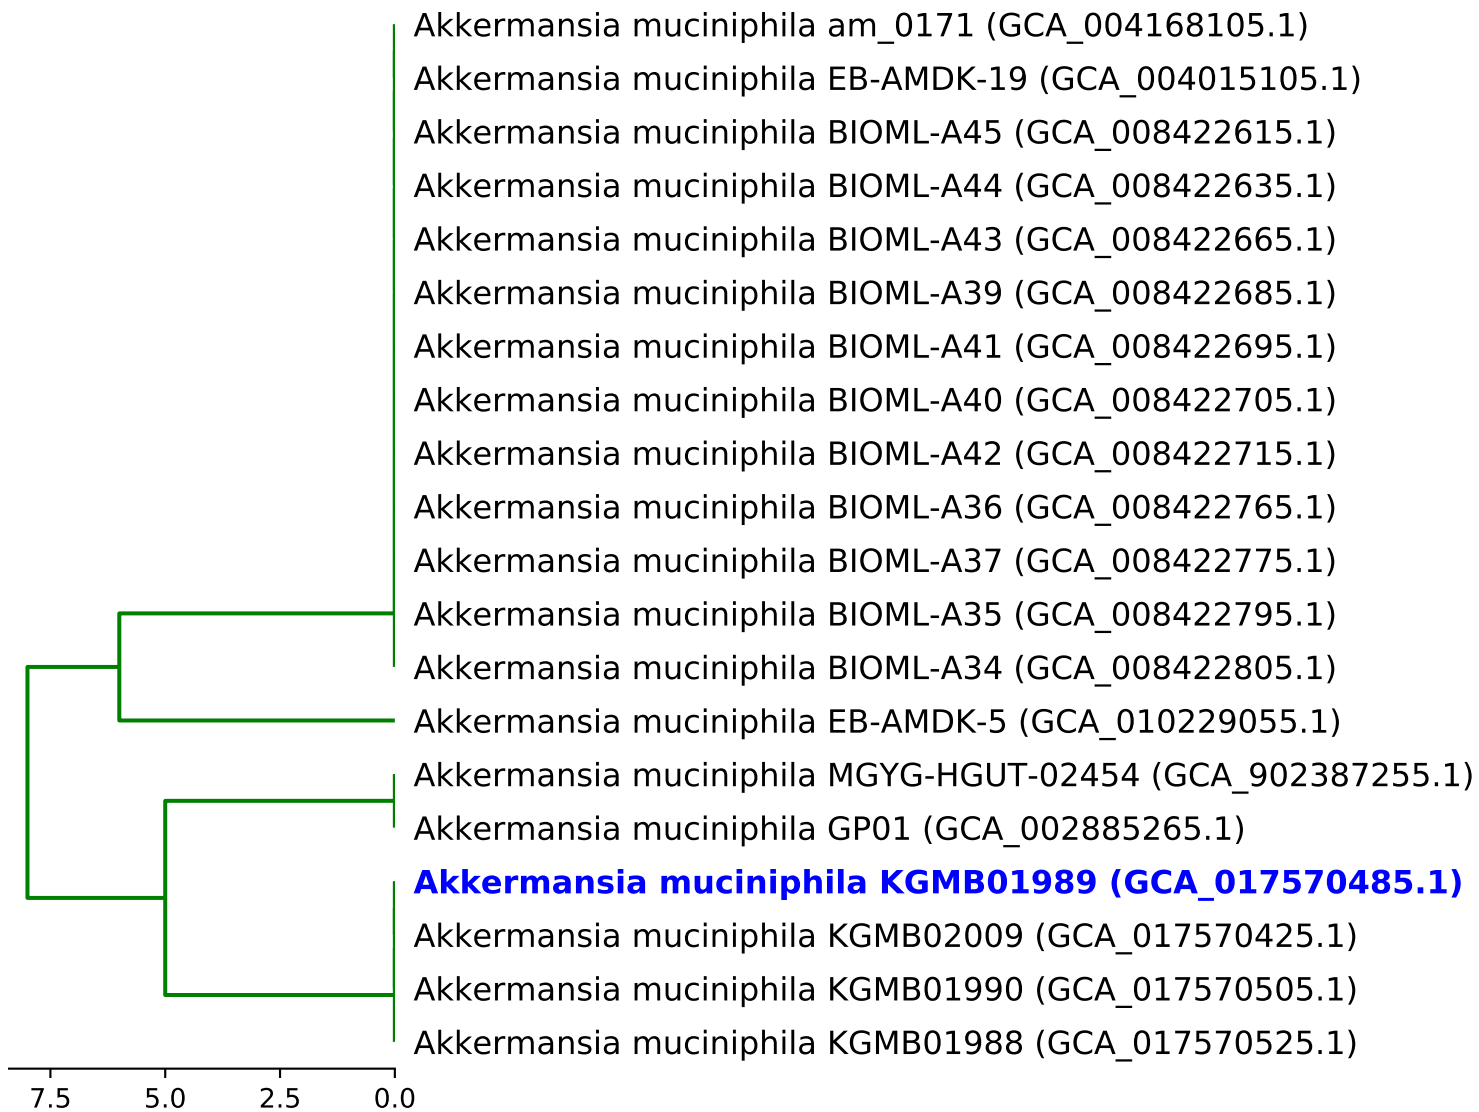 Akkermansia muciniphila am_0171 (GCA_004168105.1)
Akkermansia muciniphila EB-AMDK-19 (GCA_004015105.1)
Akkermansia muciniphila BIOML-A45 (GCA_008422615.1)
Akkermansia muciniphila BIOML-A44 (GCA_008422635.1)
Akkermansia muciniphila BIOML-A43 (GCA_008422665.1)
Akkermansia muciniphila BIOML-A39 (GCA_008422685.1)
Akkermansia muciniphila BIOML-A41 (GCA_008422695.1)
Akkermansia muciniphila BIOML-A40 (GCA_008422705.1)
Akkermansia muciniphila BIOML-A42 (GCA_008422715.1)
Akkermansia muciniphila BIOML-A36 (GCA_008422765.1)
Akkermansia muciniphila BIOML-A37 (GCA_008422775.1)
Akkermansia muciniphila BIOML-A35 (GCA_008422795.1)
Akkermansia muciniphila BIOML-A34 (GCA_008422805.1)
Akkermansia muciniphila EB-AMDK-5 (GCA_010229055.1)
Akkermansia muciniphila MGYG-HGUT-02454 (GCA_902387255.1)
Akkermansia muciniphila GP01 (GCA_002885265.1)
Akkermansia muciniphila KGMB01989 (GCA_017570485.1)
Akkermansia muciniphila KGMB02009 (GCA_017570425.1)
Akkermansia muciniphila KGMB01990 (GCA_017570505.1)
Akkermansia muciniphila KGMB01988 (GCA_017570525.1)
7.5 5.0 2.5 0.0